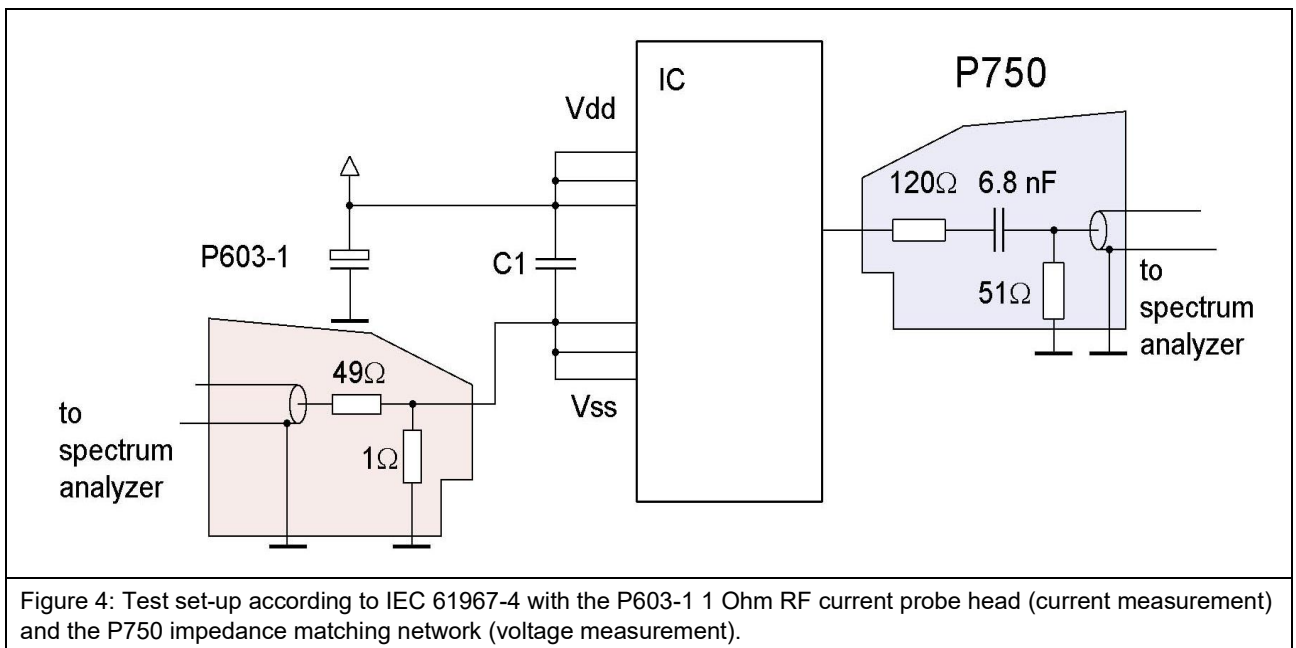 IC
P750
Vdd
120Ω 6.8 nF
P603-1
C1
51Ω
to
spectrum
analyzer
49Ω
Vss
to
spectrum
analyzer
1Ω
Figure 4: Test set-up according to IEC 61967-4 with the P603-1 1 Ohm RF current probe head (current measurement)
and the P750 impedance matching network (voltage measurement).